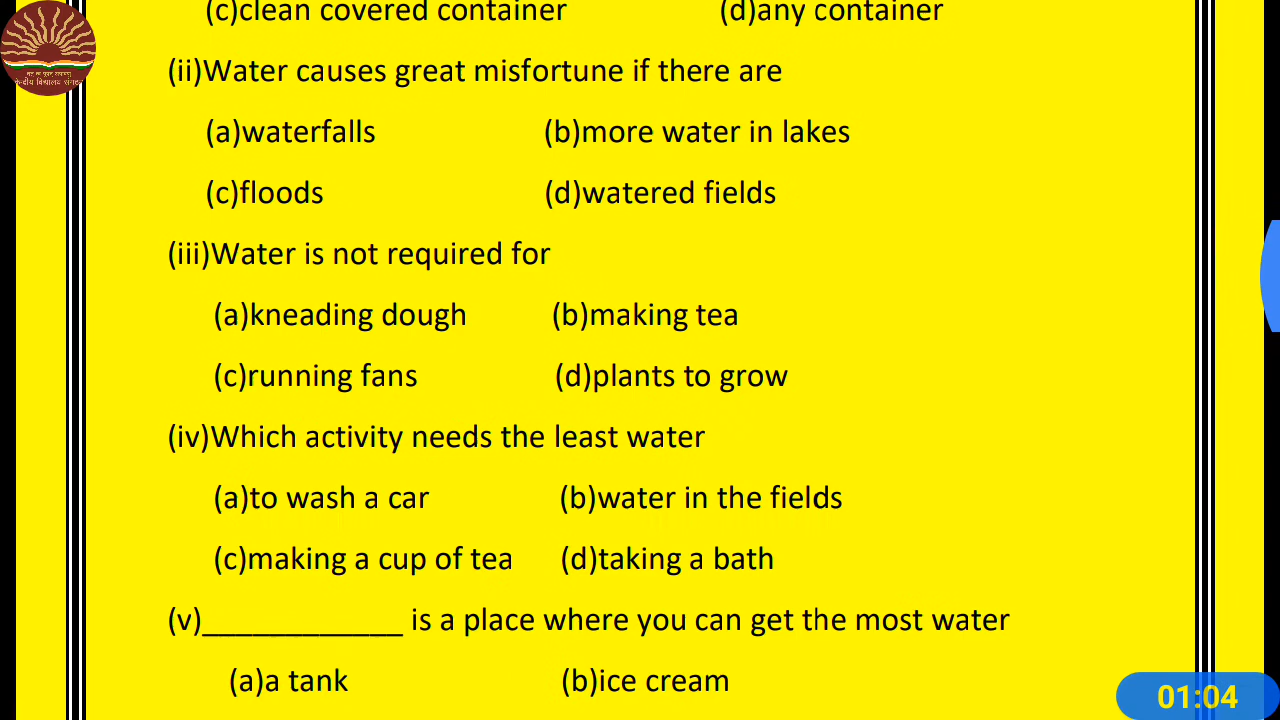 (c)clean covered container (d)any container
(ii)Water causes great misfortune if there are
(a)waterfalls (b)more water in lakes
(c)floods (d)watered fields
(iii)Water is not required for
(a)kneading dough (b)making tea
(c)running fans (d)plants to grow
(iv)Which activity needs the least water
(a)to wash a car (b)water in the fields
(c)making a cup of tea (d)taking a bath
(v)____________ is a place where you can get the most water
(a)a tank (b)ice cream
01:04